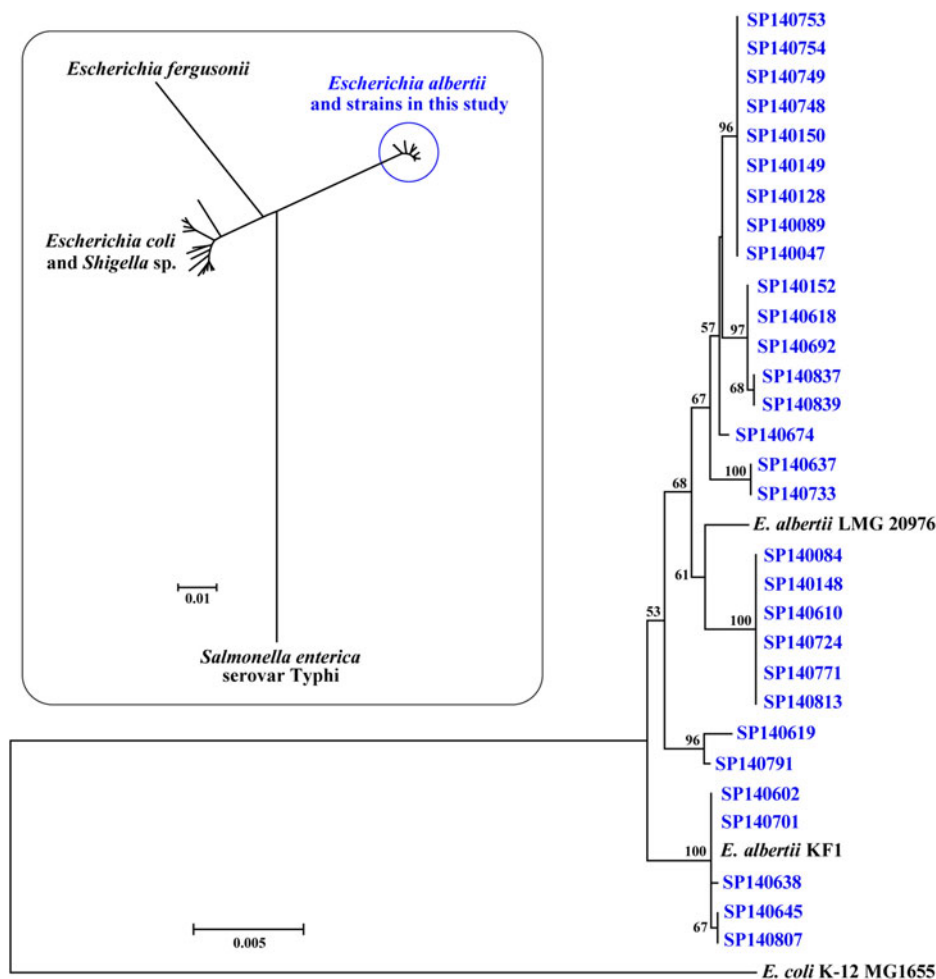 Escherichia fergusonii
Escherichia albertii
and strains in this study
Escherichia coli
and Shigella sp.
0.01
Salmonella enterica
serovar Typhi
SP140753
SP140754
SP140749
SP140748
96
SP140150
SP140149
SP140128
SP140089
SP140047
SP140152
SP140618
57
97
SP140692
SP140837
68
SP140839
67
SP140674
SP140637
100
SP140733
68
E. albertii LMG 20976
SP140084
61
SP140148
SP140610
53
100
SP140724
SP140771
SP140813
SP140619
96
SP140791
SP140602
SP140701
100
E. albertii KF1
SP140638
SP140645
67
SP140807
0.005
E. coli K-12 MG1655